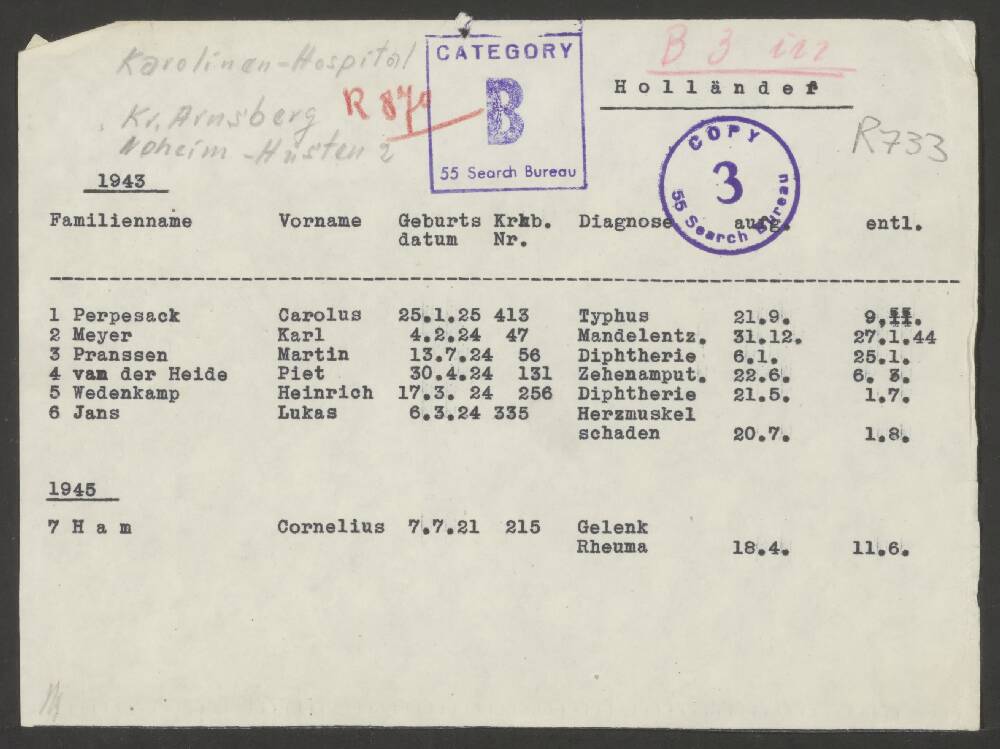 Karolinen-Hospital
Kr. Arnsberg
Neheim-Hüsten 2
R 870
CATEGORY
B
55 Search Bureau
B 3 in
Holländer
COPY
3
55 Search Bureau
R733
1943
Familienname Vorname Geburts Krkb. Diagnose aufg. entl.
datum Nr.
1 Perpesack Carolus 25.1.25 413 Typhus 21.9. 9.11.
2 Meyer Karl 4.2.24 47 Mandelentz. 31.12. 27.1.44
3 Pranssen Martin 13.7.24 56 Diphtherie 6.1. 25.1.
4 van der Heide Piet 30.4.24 131 Zehenamput. 22.6. 6. 3.
5 Wedenkamp Heinrich 17.3. 24 256 Diphtherie 21.5. 1.7.
6 Jans Lukas 6.3.24 335 Herzmuskel
schaden 20.7. 1.8.
1945
7 H a m Cornelius 7.7.21 215 Gelenk
Rheuma 18.4. 11.6.